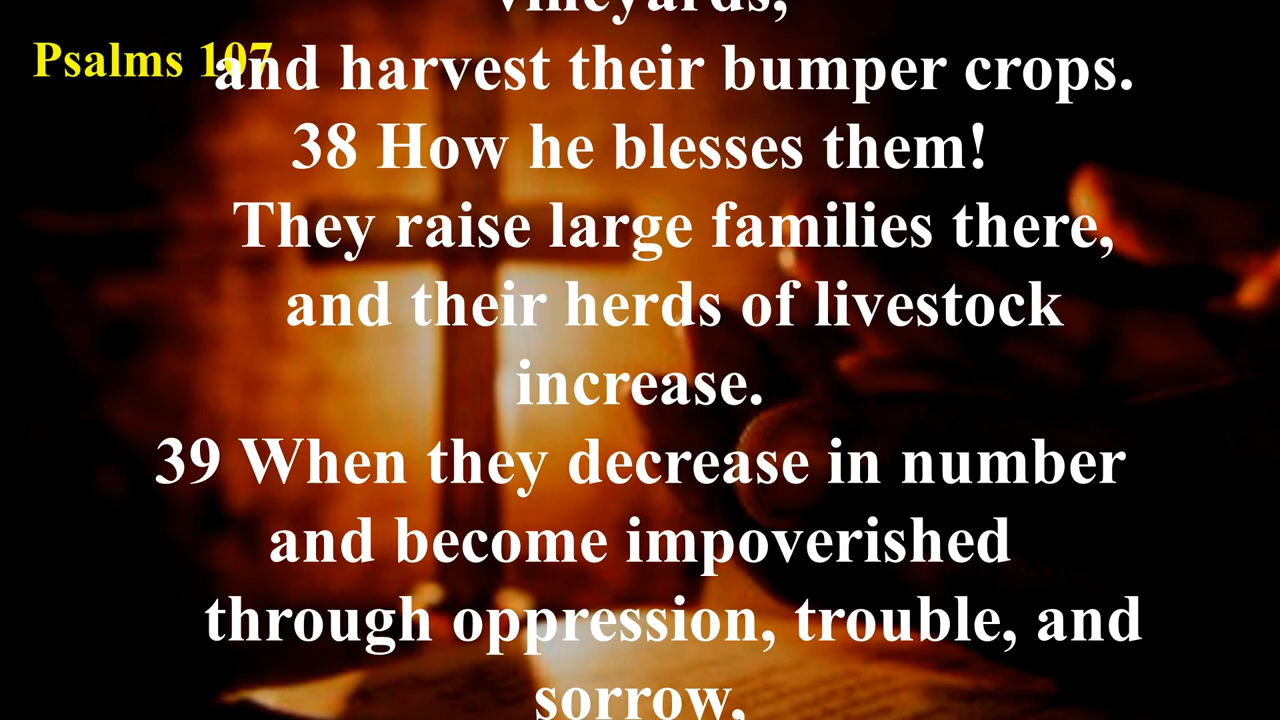 vineyards,
Psalms 107
and harvest their bumper crops.
38 How he blesses them!
They raise large families there,
and their herds of livestock
increase.
39 When they decrease in number
and become impoverished
through oppression, trouble, and
sorrow,